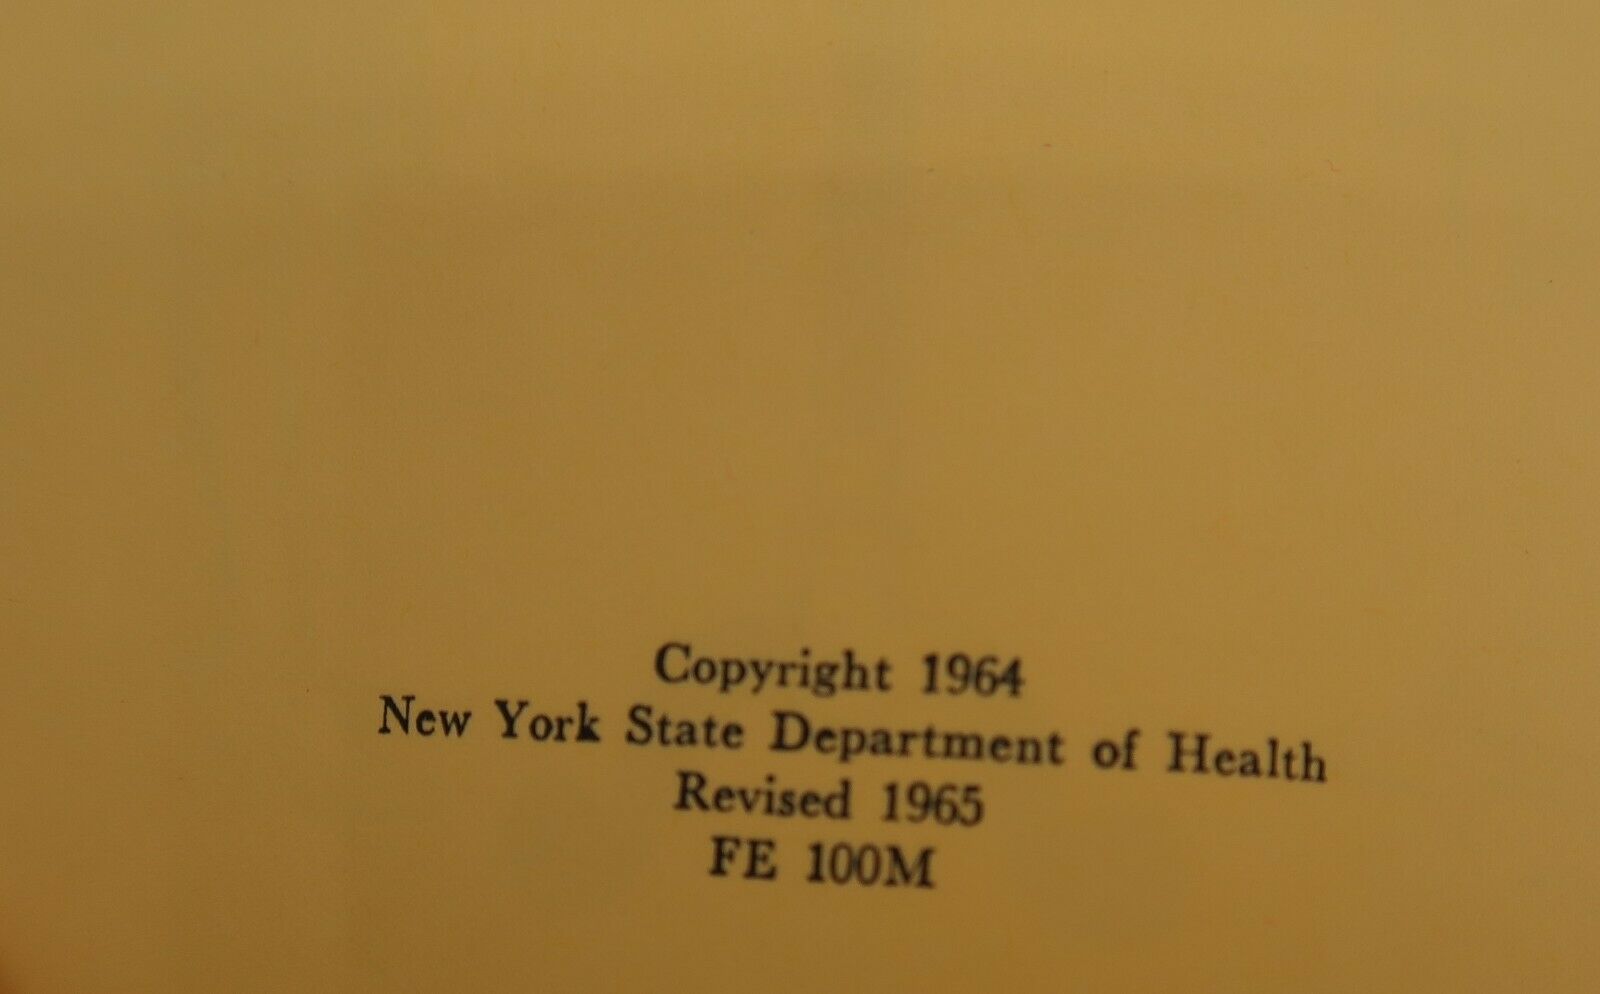 Copyright 1964
New York State Department of Health
Revised 1965
FE 100M